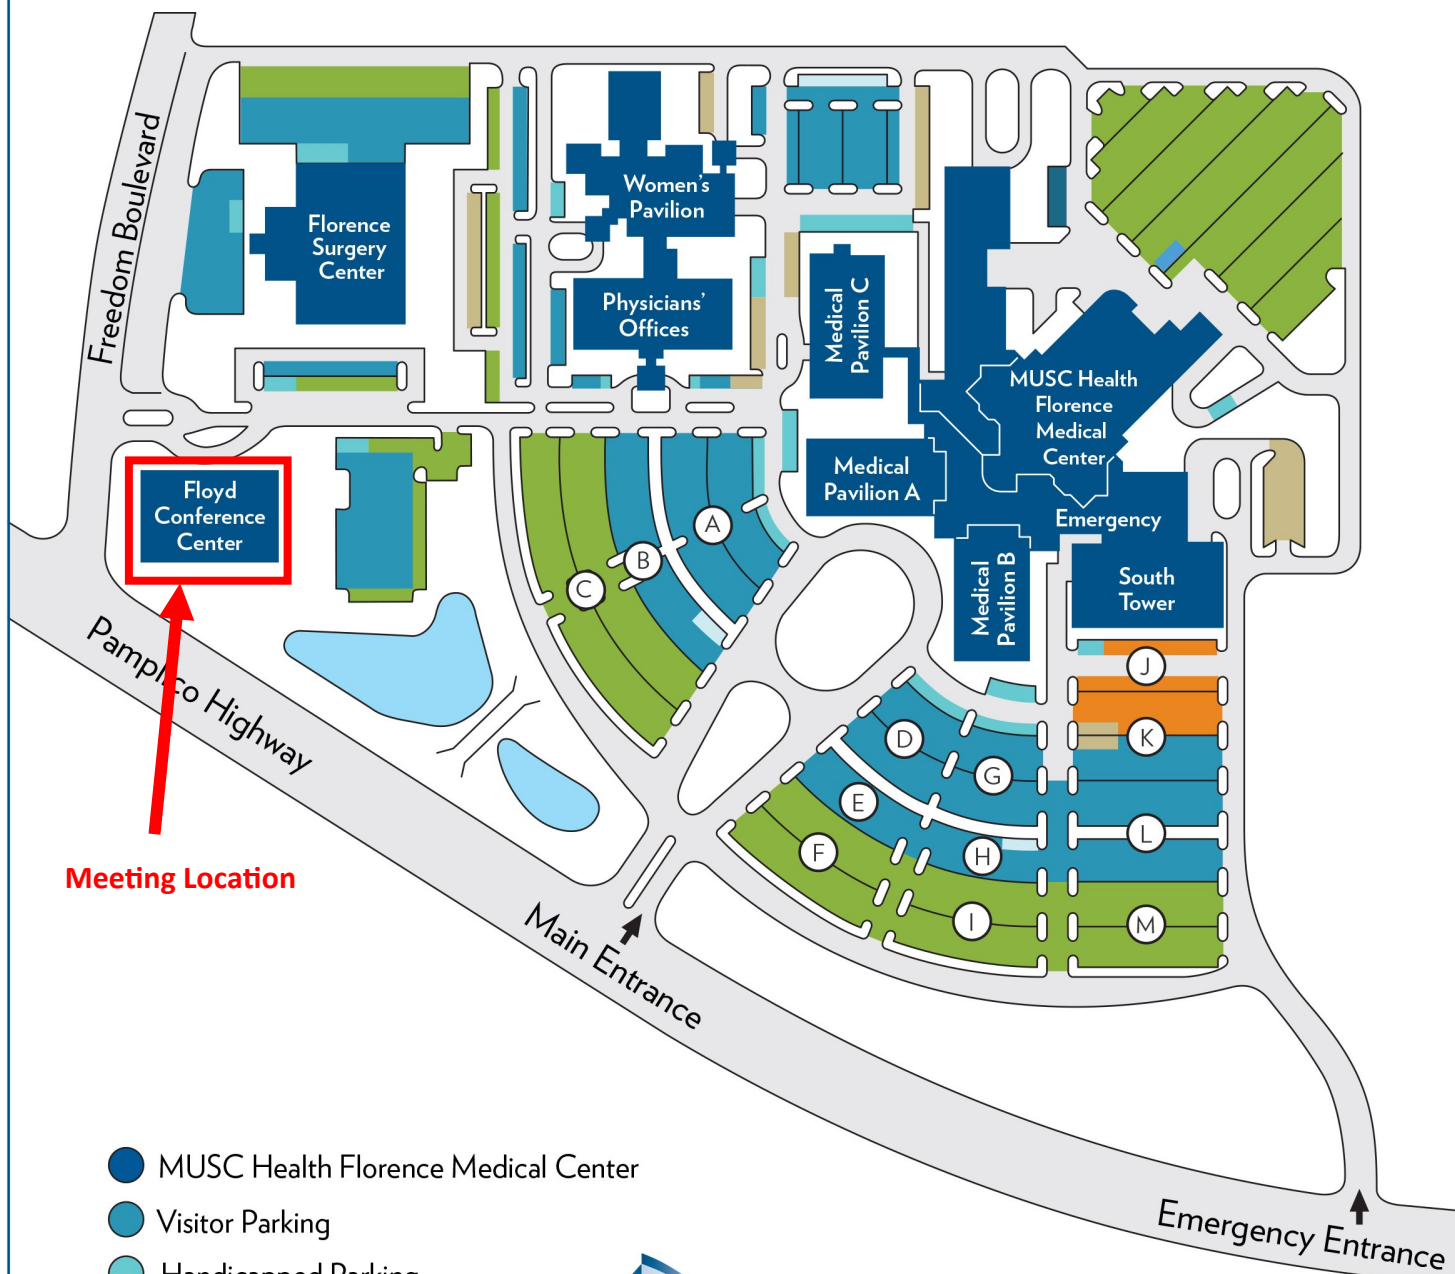 Freedom Boulevard
Florence
Surgery
Center
Women's
Pavilion
Physicians'
Offices
Medical
Pavilion C
MUSC Health
Florence
Medical
Center
Medical
Pavilion A
Emergency
Medical
Pavilion B
South
Tower
Floyd
Conference
Center
A
B
C
D
E
F
G
H
I
J
K
L
M
Pamplico Highway
Meeting Location
Main Entrance
Emergency Entrance
MUSC Health Florence Medical Center
Visitor Parking
Handicapped Parking